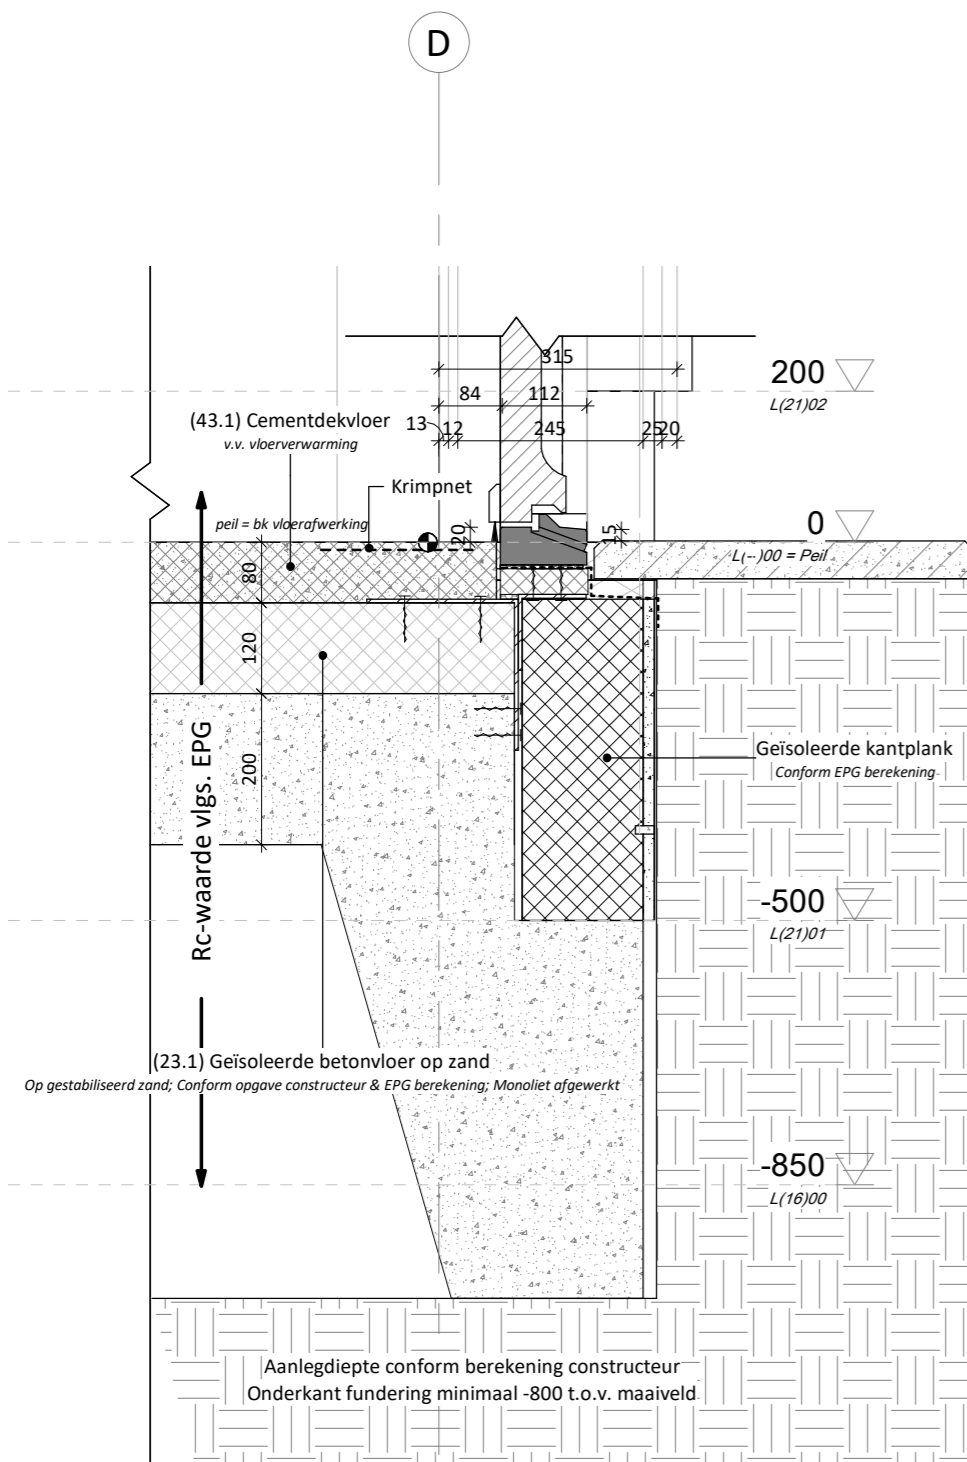 D
315
200
L(21)02
84
112
(43.1) Cementdekvloer
v.v. vloerverwarming
13
12
245
25
20
Krimpnet
peil = bk vloerafwerking
20
15
0
L(--)00 = Peil
80
120
200
Geïsoleerde kantplank
Conform EPG berekening
Rc-waarde vlgs. EPG
-500
L(21)01
(23.1) Geïsoleerde betonvloer op zand
Op gestabiliseerd zand; Conform opgave constructeur & EPG berekening; Monoliet afgewerkt
-850
L(16)00
Aanlegdiepte conform berekening constructeur
Onderkant fundering minimaal -800 t.o.v. maaiveld